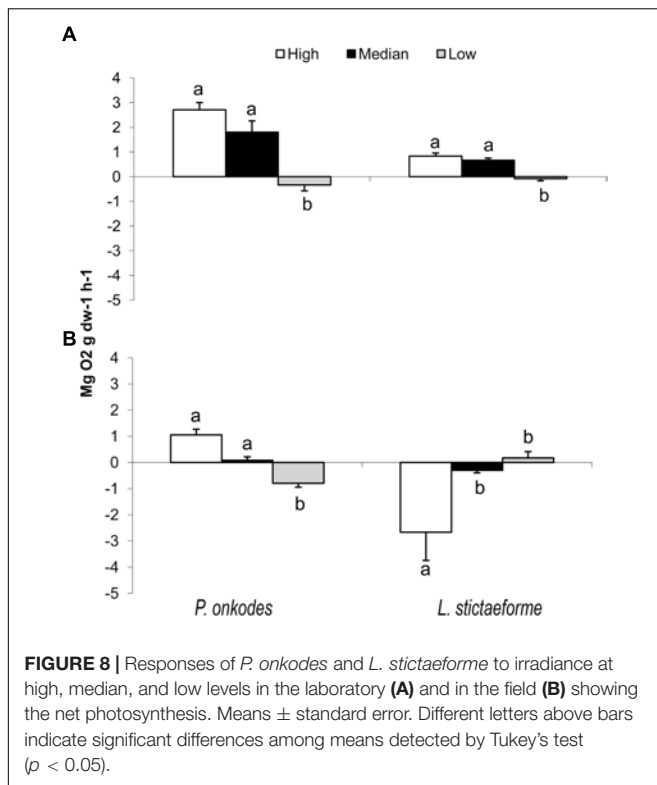 A
High Median Low
4
3
2
1
0
-1
-2
-3
-4
-5
a
a
b
a
a
b
Mg O2 g dw-1 h-1
B
4
3
2
1
0
-1
-2
-3
-4
-5
a
a
b
a
b
b
P. onkodes L. stictaeforme
FIGURE 8 | Responses of P. onkodes and L. stictaeforme to irradiance at
high, median, and low levels in the laboratory (A) and in the field (B) showing
the net photosynthesis. Means ± standard error. Different letters above bars
indicate significant differences among means detected by Tukey's test
(p < 0.05).